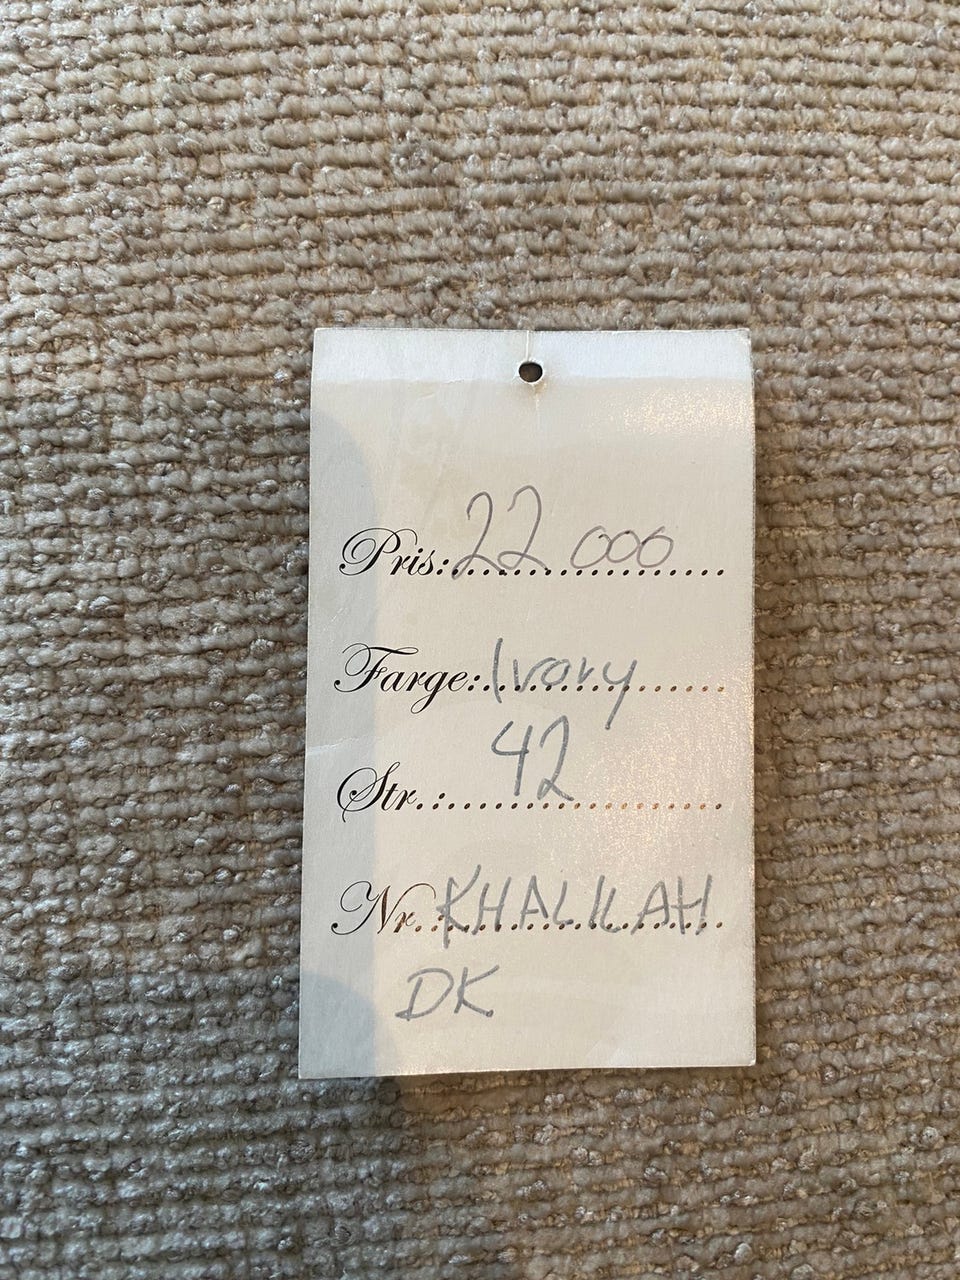 Pris: 22 000
Farge: Ivory
Str.: 42
Nr.: KHALILAH
DK